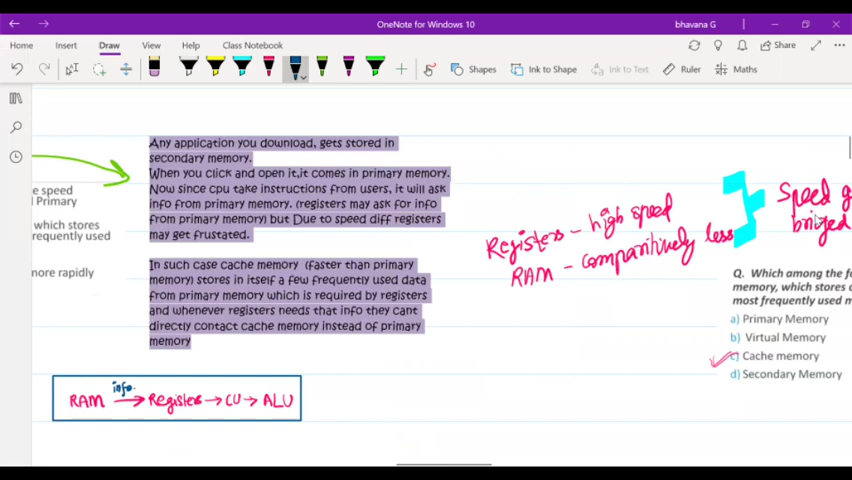 OneNote for Windows 10
bhavana G
Home Insert Draw View Help Class Notebook
Share
Shapes
Ink to Shape
Ink to Text
Ruler
Maths
Any application you download, gets stored in
secondary memory.
When you click and open it,it comes in primary memory.
Now since cpu take instructions from users, it will ask
info from primary memory. (registers may ask for info
from primary memory) but Due to speed diff registers
may get frustated.
In such case cache memory (faster than primary
memory) stores in itself a few frequently used data
from primary memory which is required by registers
and whenever registers needs that info they cant
directly contact cache memory instead of primary
memory
e speed
Primary
which stores
requently used
more rapidly
info.
RAM → Registers → CU → ALU
Registers - high speed
RAM - comparitively less
Speed g
bridged
Q. Which among the fo
memory, which stores c
most frequently used m
a) Primary Memory
b) Virtual Memory
c) Cache memory
d) Secondary Memory